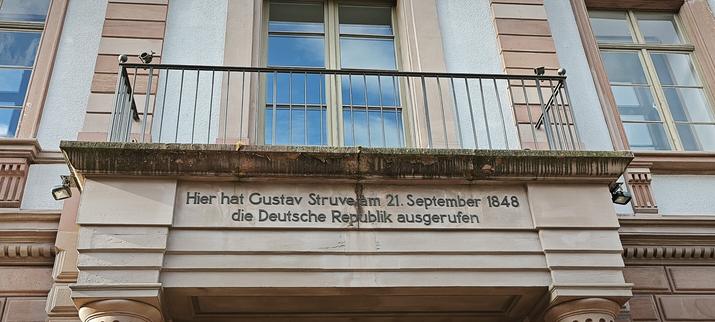 Hier hat Gustav Struve am 21. September 1848
die Deutsche Republik ausgerufen